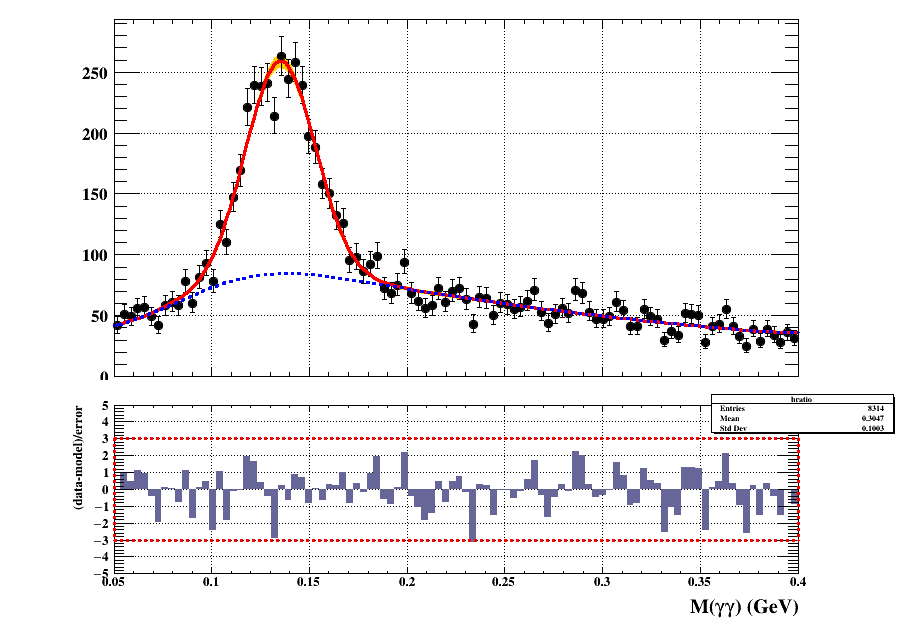 250
200
150
100
50
0
hratio
Entries 8314
Mean 0.3047
Std Dev 0.1003
(data-model)/error
5
4
3
2
1
0
−1
−2
−3
−4
−5
0.05 0.1 0.15 0.2 0.25 0.3 0.35 0.4
M(γγ) (GeV)